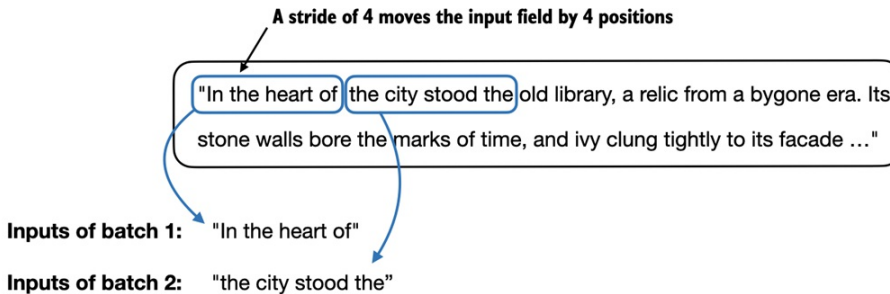 A stride of 4 moves the input field by 4 positions
"In the heart of the city stood the old library, a relic from a bygone era. Its
stone walls bore the marks of time, and ivy clung tightly to its facade …"
Inputs of batch 1: "In the heart of"
Inputs of batch 2: "the city stood the”